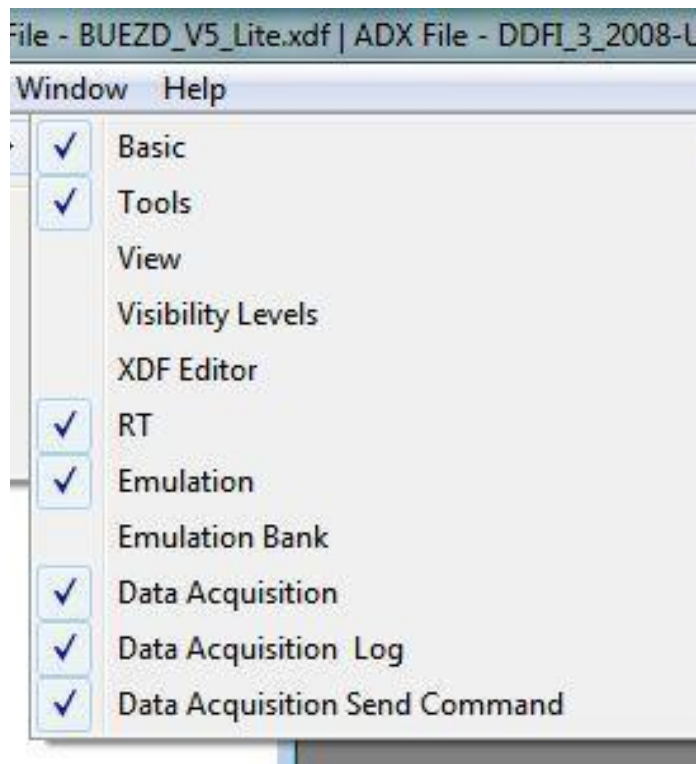 File - BUEZD_V5_Lite.xdf | ADX File - DDFI_3_2008-U
Window Help
Basic
Tools
View
Visibility Levels
XDF Editor
RT
Emulation
Emulation Bank
Data Acquisition
Data Acquisition  Log
Data Acquisition Send Command